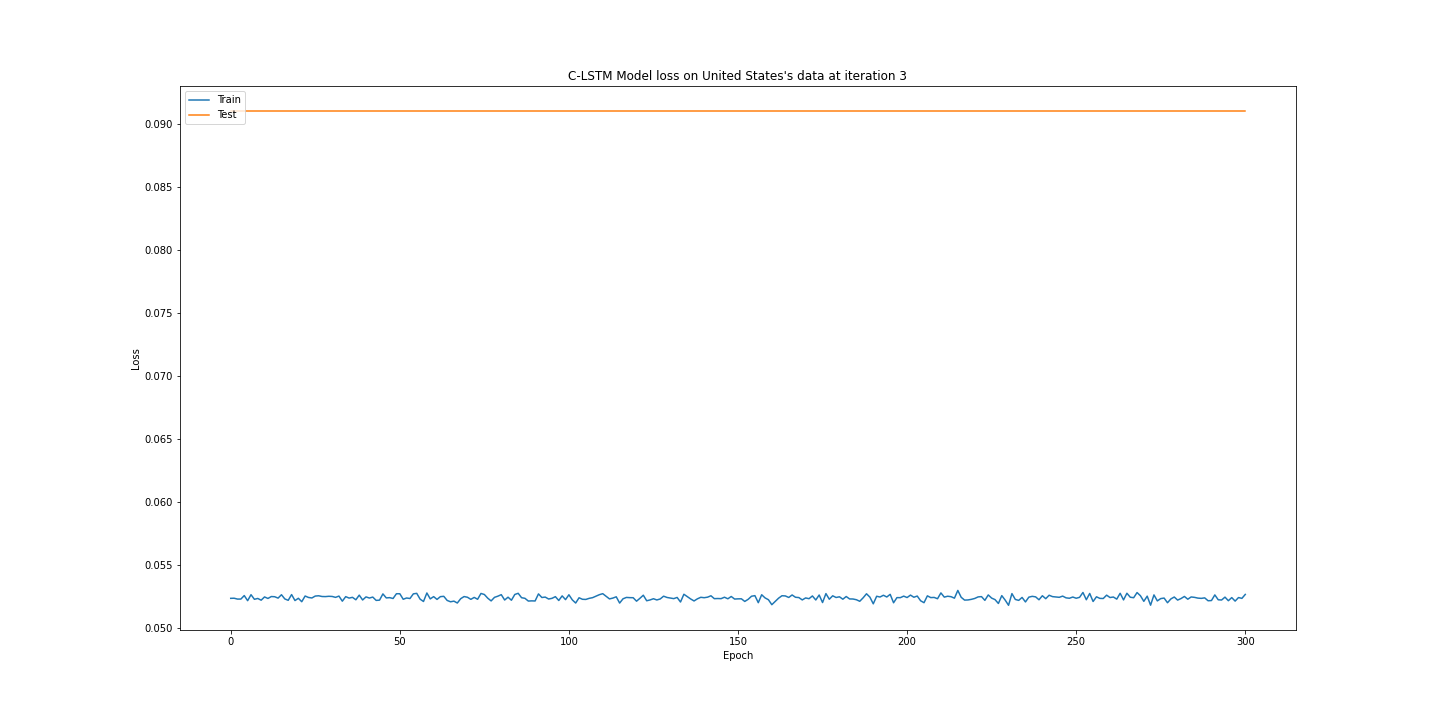 C-LSTM Model loss on United States's data at iteration 3
Train
Test
0.090
0.085
0.080
0.075
0.070
0.065
0.060
0.055
0.050
Loss
0 50 100 150 200 250 300
Epoch